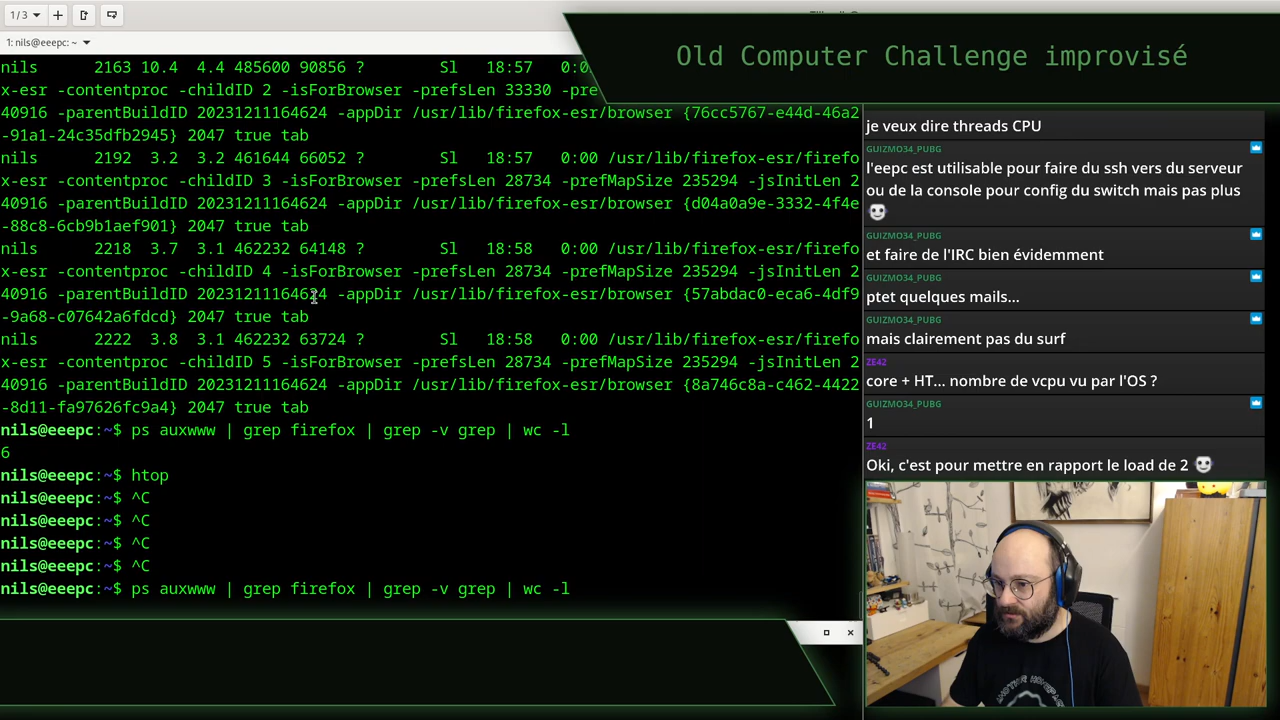 1/3
1: nils@eeepc: ~
Old Computer Challenge improvisé
nils      2163 10.4  4.4 485600 90856 ?        Sl   18:57   0:0
x-esr -contentproc -childID 2 -isForBrowser -prefsLen 33330 -pre
40916 -parentBuildID 20231211164624 -appDir /usr/lib/firefox-esr/browser {76cc5767-e44d-46a2
-91a1-24c35dfb2945} 2047 true tab
nils      2192  3.2  3.2 461644 66052 ?        Sl   18:57   0:00 /usr/lib/firefox-esr/firefo
x-esr -contentproc -childID 3 -isForBrowser -prefsLen 28734 -prefMapSize 235294 -jsInitLen 2
40916 -parentBuildID 20231211164624 -appDir /usr/lib/firefox-esr/browser {d04a0a9e-3332-4f4e
-88c8-6cb9b1aef901} 2047 true tab
nils      2218  3.7  3.1 462232 64148 ?        Sl   18:58   0:00 /usr/lib/firefox-esr/firefo
x-esr -contentproc -childID 4 -isForBrowser -prefsLen 28734 -prefMapSize 235294 -jsInitLen 2
40916 -parentBuildID 20231211164624 -appDir /usr/lib/firefox-esr/browser {57abdac0-eca6-4df9
-9a68-c07642a6fdcd} 2047 true tab
nils      2222  3.8  3.1 462232 63724 ?        Sl   18:58   0:00 /usr/lib/firefox-esr/firefo
x-esr -contentproc -childID 5 -isForBrowser -prefsLen 28734 -prefMapSize 235294 -jsInitLen 2
40916 -parentBuildID 20231211164624 -appDir /usr/lib/firefox-esr/browser {8a746c8a-c462-4422
-8d11-fa97626fc9a4} 2047 true tab
nils@eeepc:~$ ps auxwww | grep firefox | grep -v grep | wc -l
6
nils@eeepc:~$ htop
nils@eeepc:~$ ^C
nils@eeepc:~$ ^C
nils@eeepc:~$ ^C
nils@eeepc:~$ ^C
nils@eeepc:~$ ps auxwww | grep firefox | grep -v grep | wc -l
je veux dire threads CPU
GUIZMO34_PUBG
l'eepc est utilisable pour faire du ssh vers du serveur
ou de la console pour config du switch mais pas plus
GUIZMO34_PUBG
et faire de l'IRC bien évidemment
GUIZMO34_PUBG
ptet quelques mails...
GUIZMO34_PUBG
mais clairement pas du surf
ZE42
core + HT... nombre de vcpu vu par l'OS ?
GUIZMO34_PUBG
1
ZE42
Oki, c'est pour mettre en rapport le load de 2